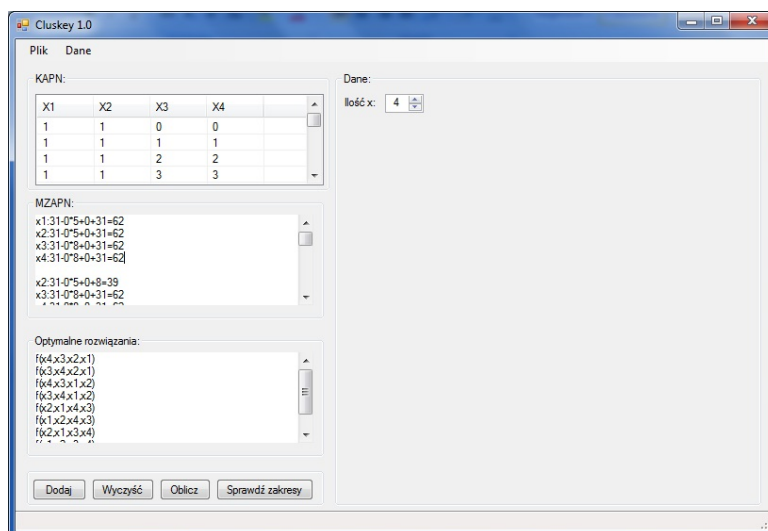 Cluskey 1.0
Plik Dane
KAPN:
X1 X2 X3 X4
1 1 0 0
1 1 1 1
1 1 2 2
1 1 3 3
MZAPN:
x1:31-0*5+0+31=62
x2:31-0*5+0+31=62
x3:31-0*8+0+31=62
x4:31-0*8+0+31=62
x2:31-0*5+0+8=39
x3:31-0*8+0+31=62
Optymalne rozwiązania:
f(x4,x3,x2,x1)
f(x3,x4,x2,x1)
f(x4,x3,x1,x2)
f(x3,x4,x1,x2)
f(x2,x1,x4,x3)
f(x1,x2,x4,x3)
f(x2,x1,x3,x4)
Dodaj Wyczyść Oblicz Sprawdź zakresy
Dane:
Ilość x: 4